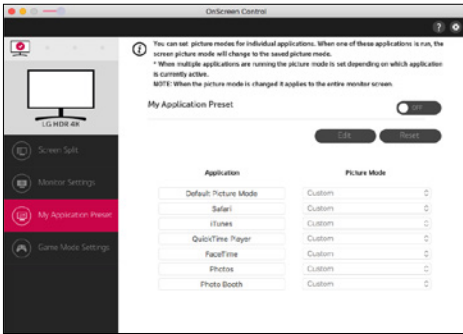 OnScreen Control
You can set picture modes for individual applications. When one of these applications is run, the
screen picture mode will change to the saved picture mode.
* When multiple applications are running the picture mode is set depending on which application
is currently active.
NOTE: When the picture mode is changed it applies to the entire monitor screen.
LG HDR 4K
My Application Preset
OFF
Edit Reset
Screen Split
Monitor Settings
My Application Preset
Game Mode Settings
Application Picture Mode
Default Picture Mode Custom
Safari Custom
iTunes Custom
QuickTime Player Custom
FaceTime Custom
Photos Custom
Photo Booth Custom